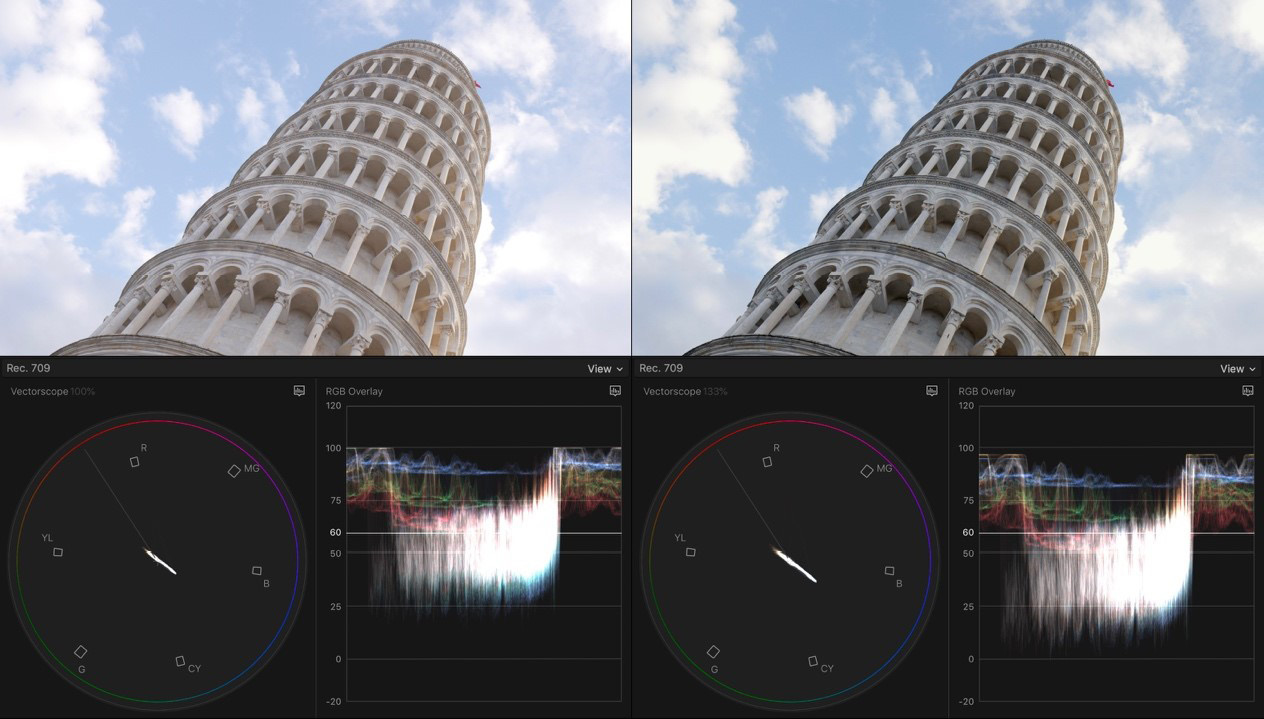 Rec. 709
View
Vectorscope 100%
RGB Overlay
R
MG
YL
B
G
CY
120
100
75
60
50
25
0
-20
Rec. 709
View
Vectorscope 133%
RGB Overlay
R
MG
YL
B
G
CY
120
100
75
60
50
25
0
-20